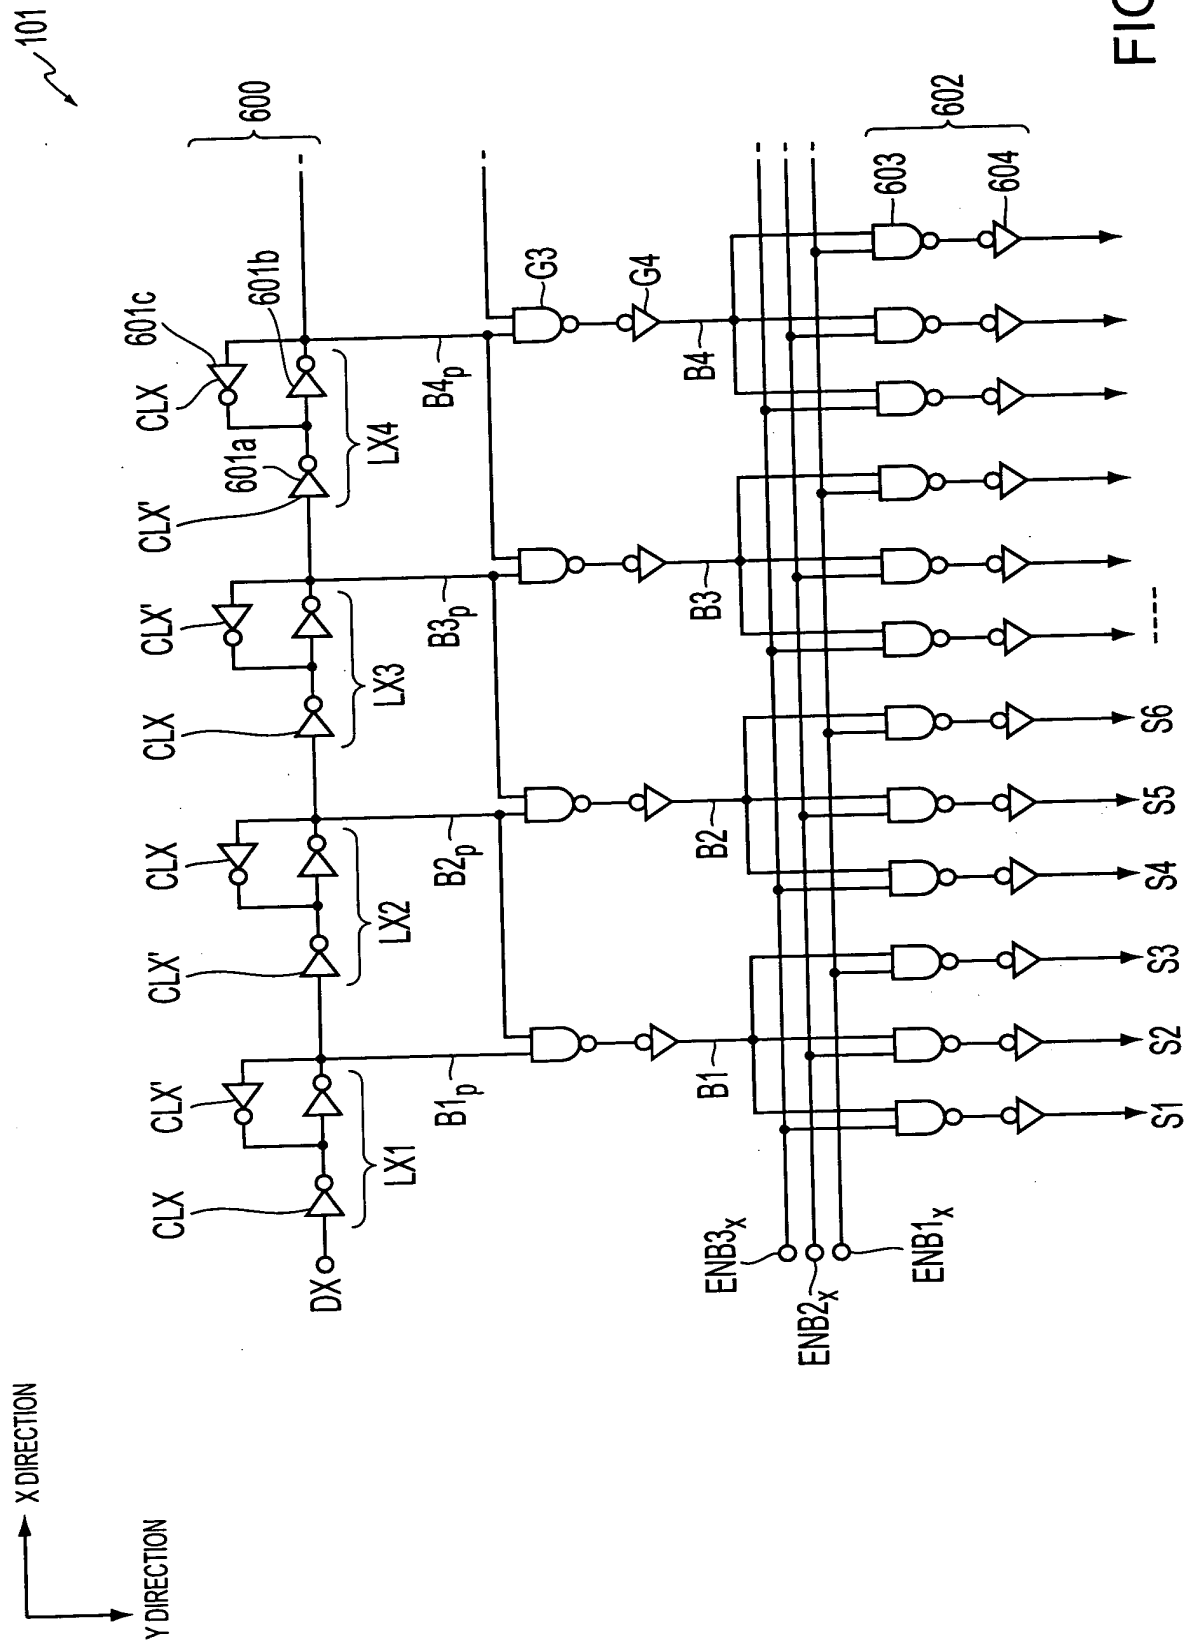 101
600
601c
CLX
CLX'
CLX
CLX'
601b
601a
CLX'
CLX
CLX'
CLX
DX
LX1
LX2
LX3
LX4
B1p
B2p
B3p
B4p
G3
G4
B1
B2
B3
B4
ENB3x
ENB2x
ENB1x
602
603
604
S1
S2
S3
S4
S5
S6
X DIRECTION
Y DIRECTION